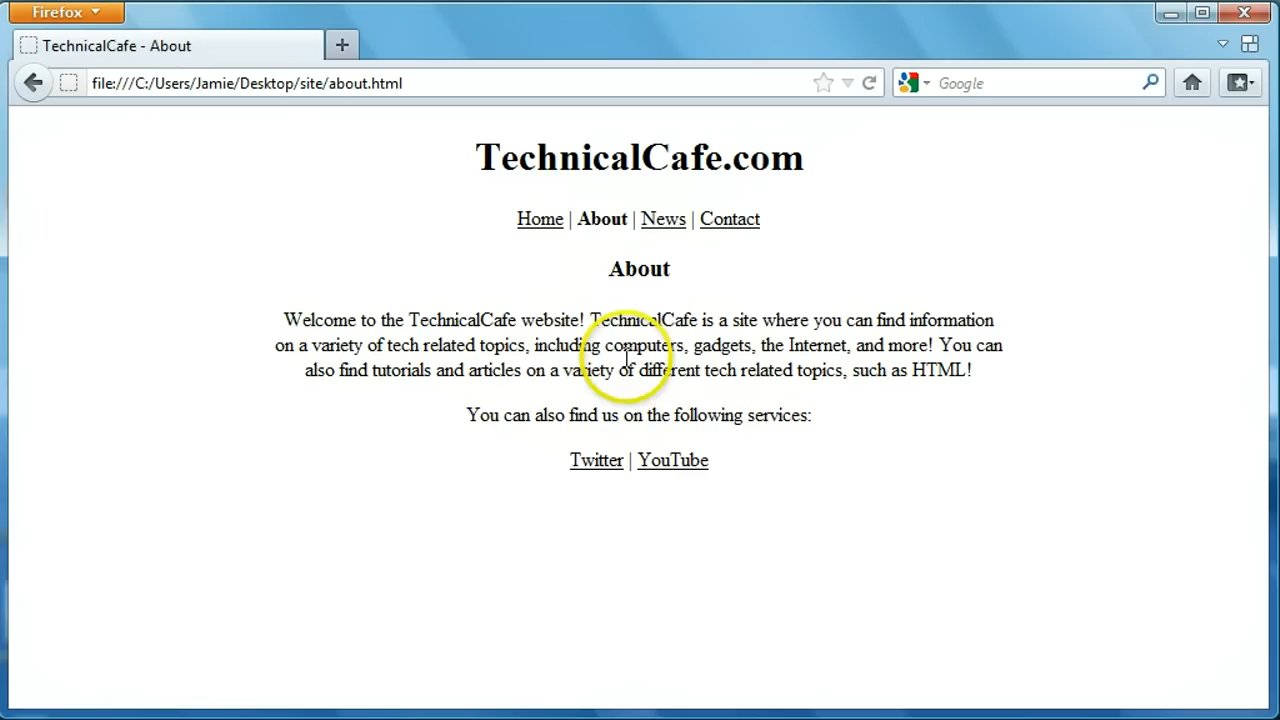 Firefox
TechnicalCafe - About
file:///C:/Users/Jamie/Desktop/site/about.html
Google
TechnicalCafe.com
Home | About | News | Contact
About
Welcome to the TechnicalCafe website! TechnicalCafe is a site where you can find information
on a variety of tech related topics, including computers, gadgets, the Internet, and more! You can
also find tutorials and articles on a variety of different tech related topics, such as HTML!
You can also find us on the following services:
Twitter | YouTube